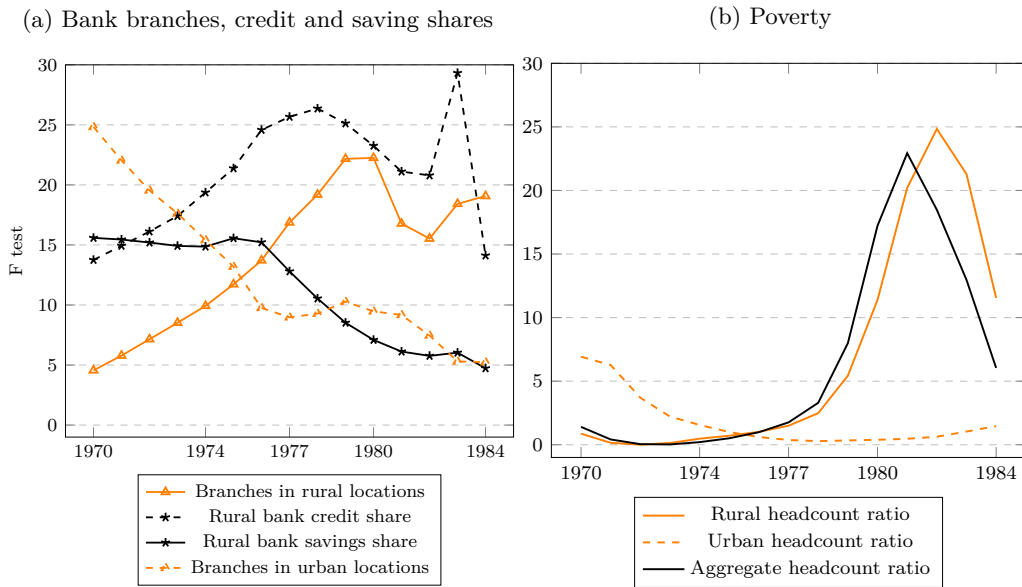 (a) Bank branches, credit and saving shares
30
25
20
15
10
5
0
F test
1970 1974 1977 1980 1984
Branches in rural locations
Rural bank credit share
Rural bank savings share
Branches in urban locations
(b) Poverty
30
25
20
15
10
5
0
1970 1974 1977 1980 1984
Rural headcount ratio
Urban headcount ratio
Aggregate headcount ratio